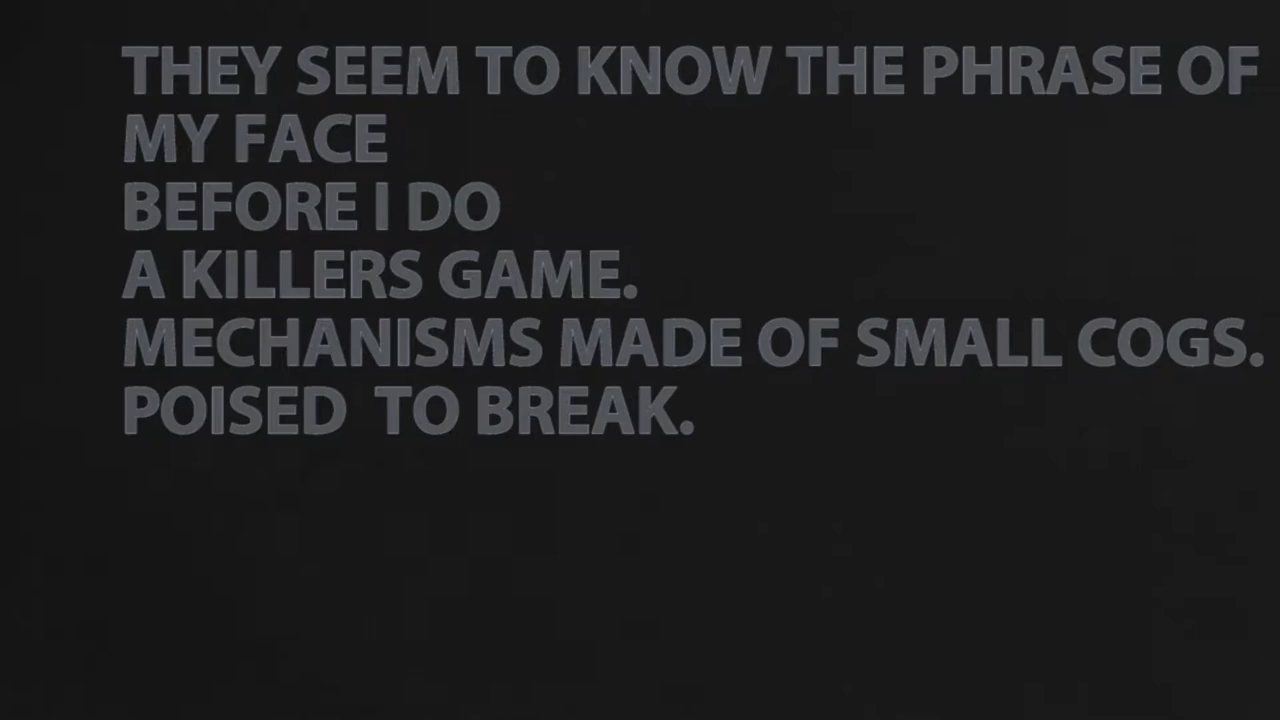 THEY SEEM TO KNOW THE PHRASE OF
MY FACE
BEFORE I DO
A KILLERS GAME.
MECHANISMS MADE OF SMALL COGS.
POISED  TO BREAK.